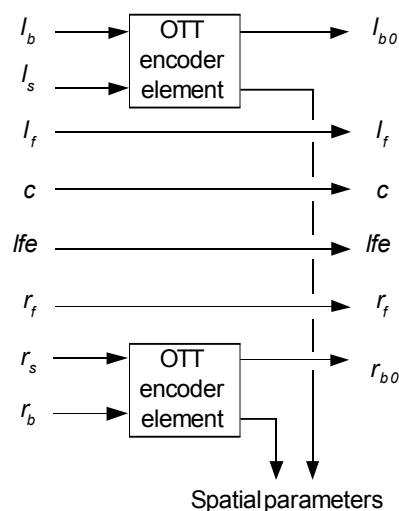 l_b OTT encoder element l_b0
l_s
l_f l_f
c c
lfe lfe
r_f r_f
r_s OTT encoder element r_b0
r_b
Spatial parameters